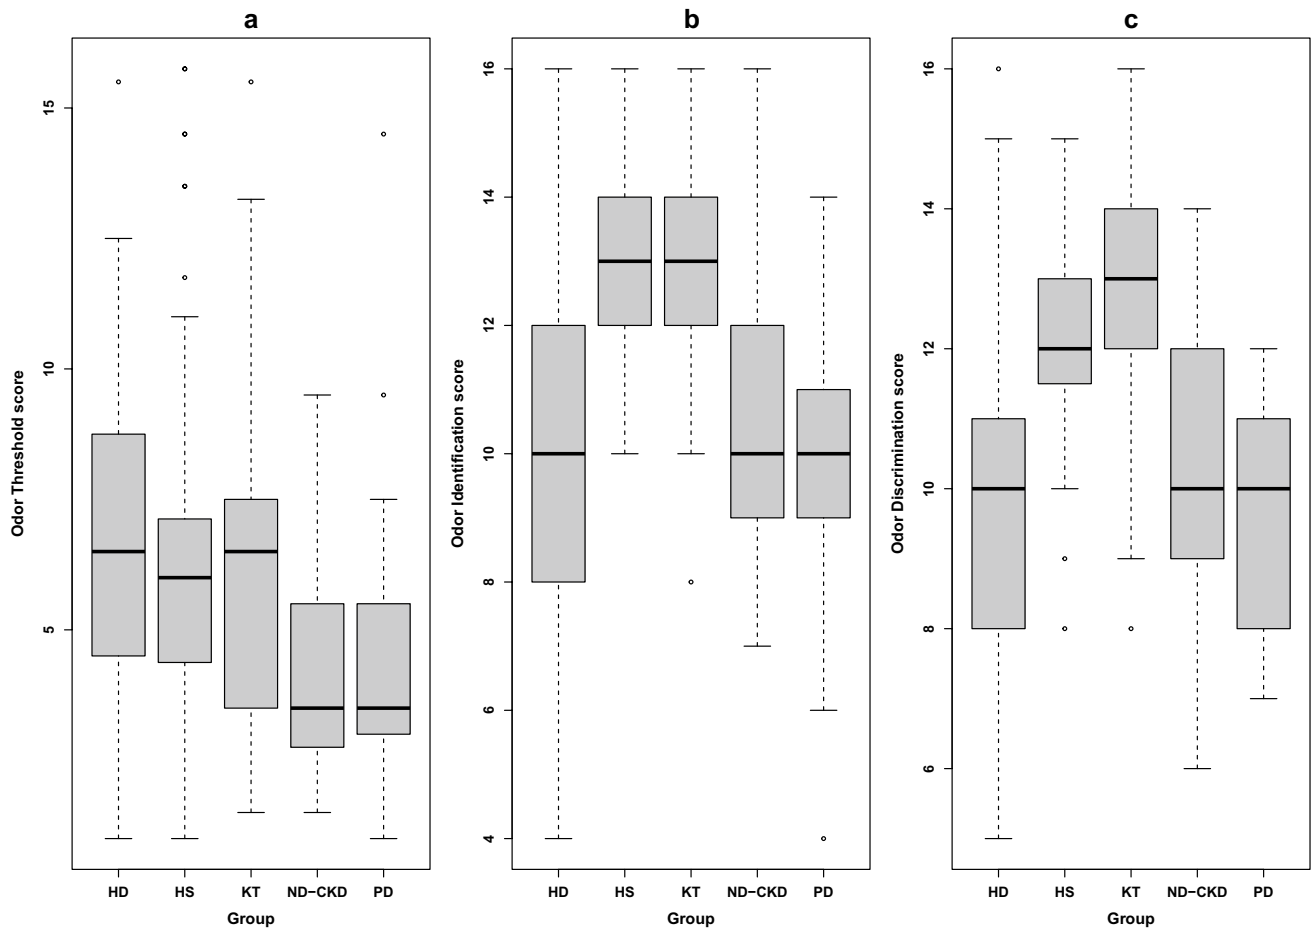 a
Odor Threshold score
15
10
5
HD HS KT ND−CKD PD
Group
b
Odor Identification score
16
14
12
10
8
6
4
HD HS KT ND−CKD PD
Group
c
Odor Discrimination score
16
14
12
10
8
6
HD HS KT ND−CKD PD
Group